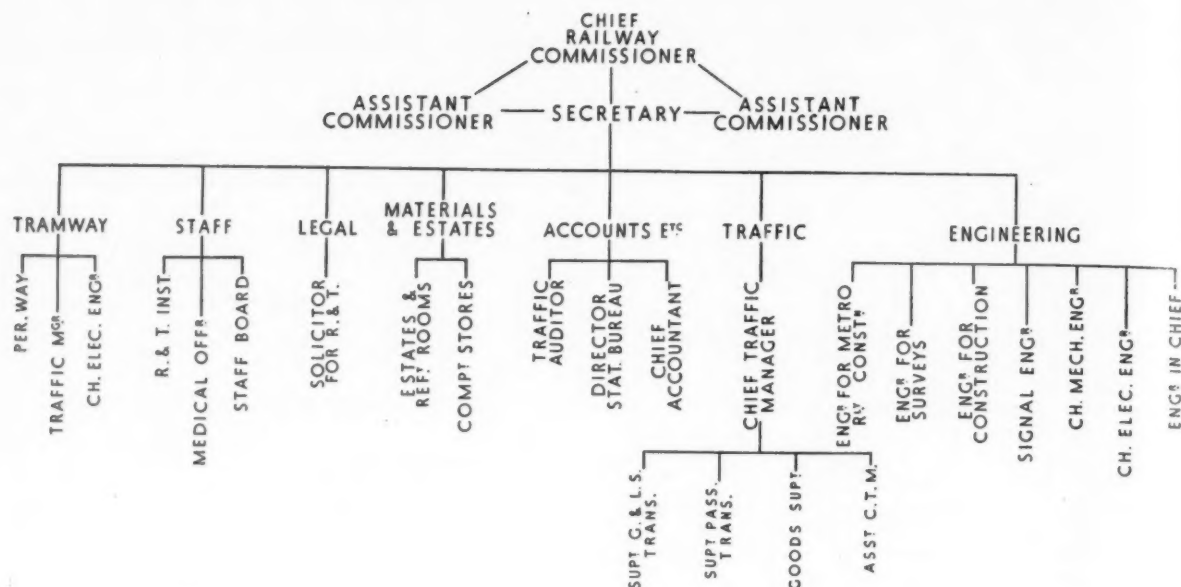 CHIEF
RAILWAY
COMMISSIONER
ASSISTANT
COMMISSIONER
SECRETARY
ASSISTANT
COMMISSIONER
TRAMWAY
STAFF
LEGAL
MATERIALS
& ESTATES
ACCOUNTS ETC
TRAFFIC
ENGINEERING
PER. WAY
TRAFFIC MGR
CH. ELEC. ENGR
R. & T. INST.
MEDICAL OFFR
STAFF BOARD
SOLICITOR
FOR R. & T.
ESTATES &
REFT ROOMS
COMPT STORES
TRAFFIC
AUDITOR
DIRECTOR
STAT. BUREAU
CHIEF
ACCOUNTANT
CHIEF TRAFFIC
MANAGER
ENGR FOR METRO
RLY CONSTN
ENGR FOR
SURVEYS
ENGR FOR
CONSTRUCTION
SIGNAL ENGR
CH. MECH. ENGR
CH. ELEC. ENGR
ENGR IN CHIEF
SUPT G. & L. S.
TRANS.
SUPT PASS.
TRANS.
GOODS SUPT
ASST C. T. M.